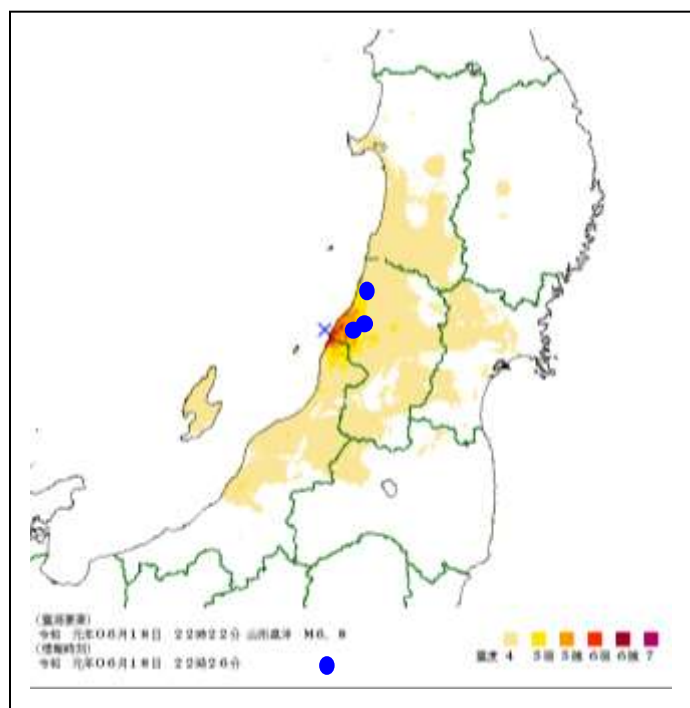 (震源要素)
令和 元年06月18日 22時22分 山形県沖 M6.8
(情報時刻)
令和 元年06月18日 22時26分
震度 4 5弱 5強 6弱 6強 7